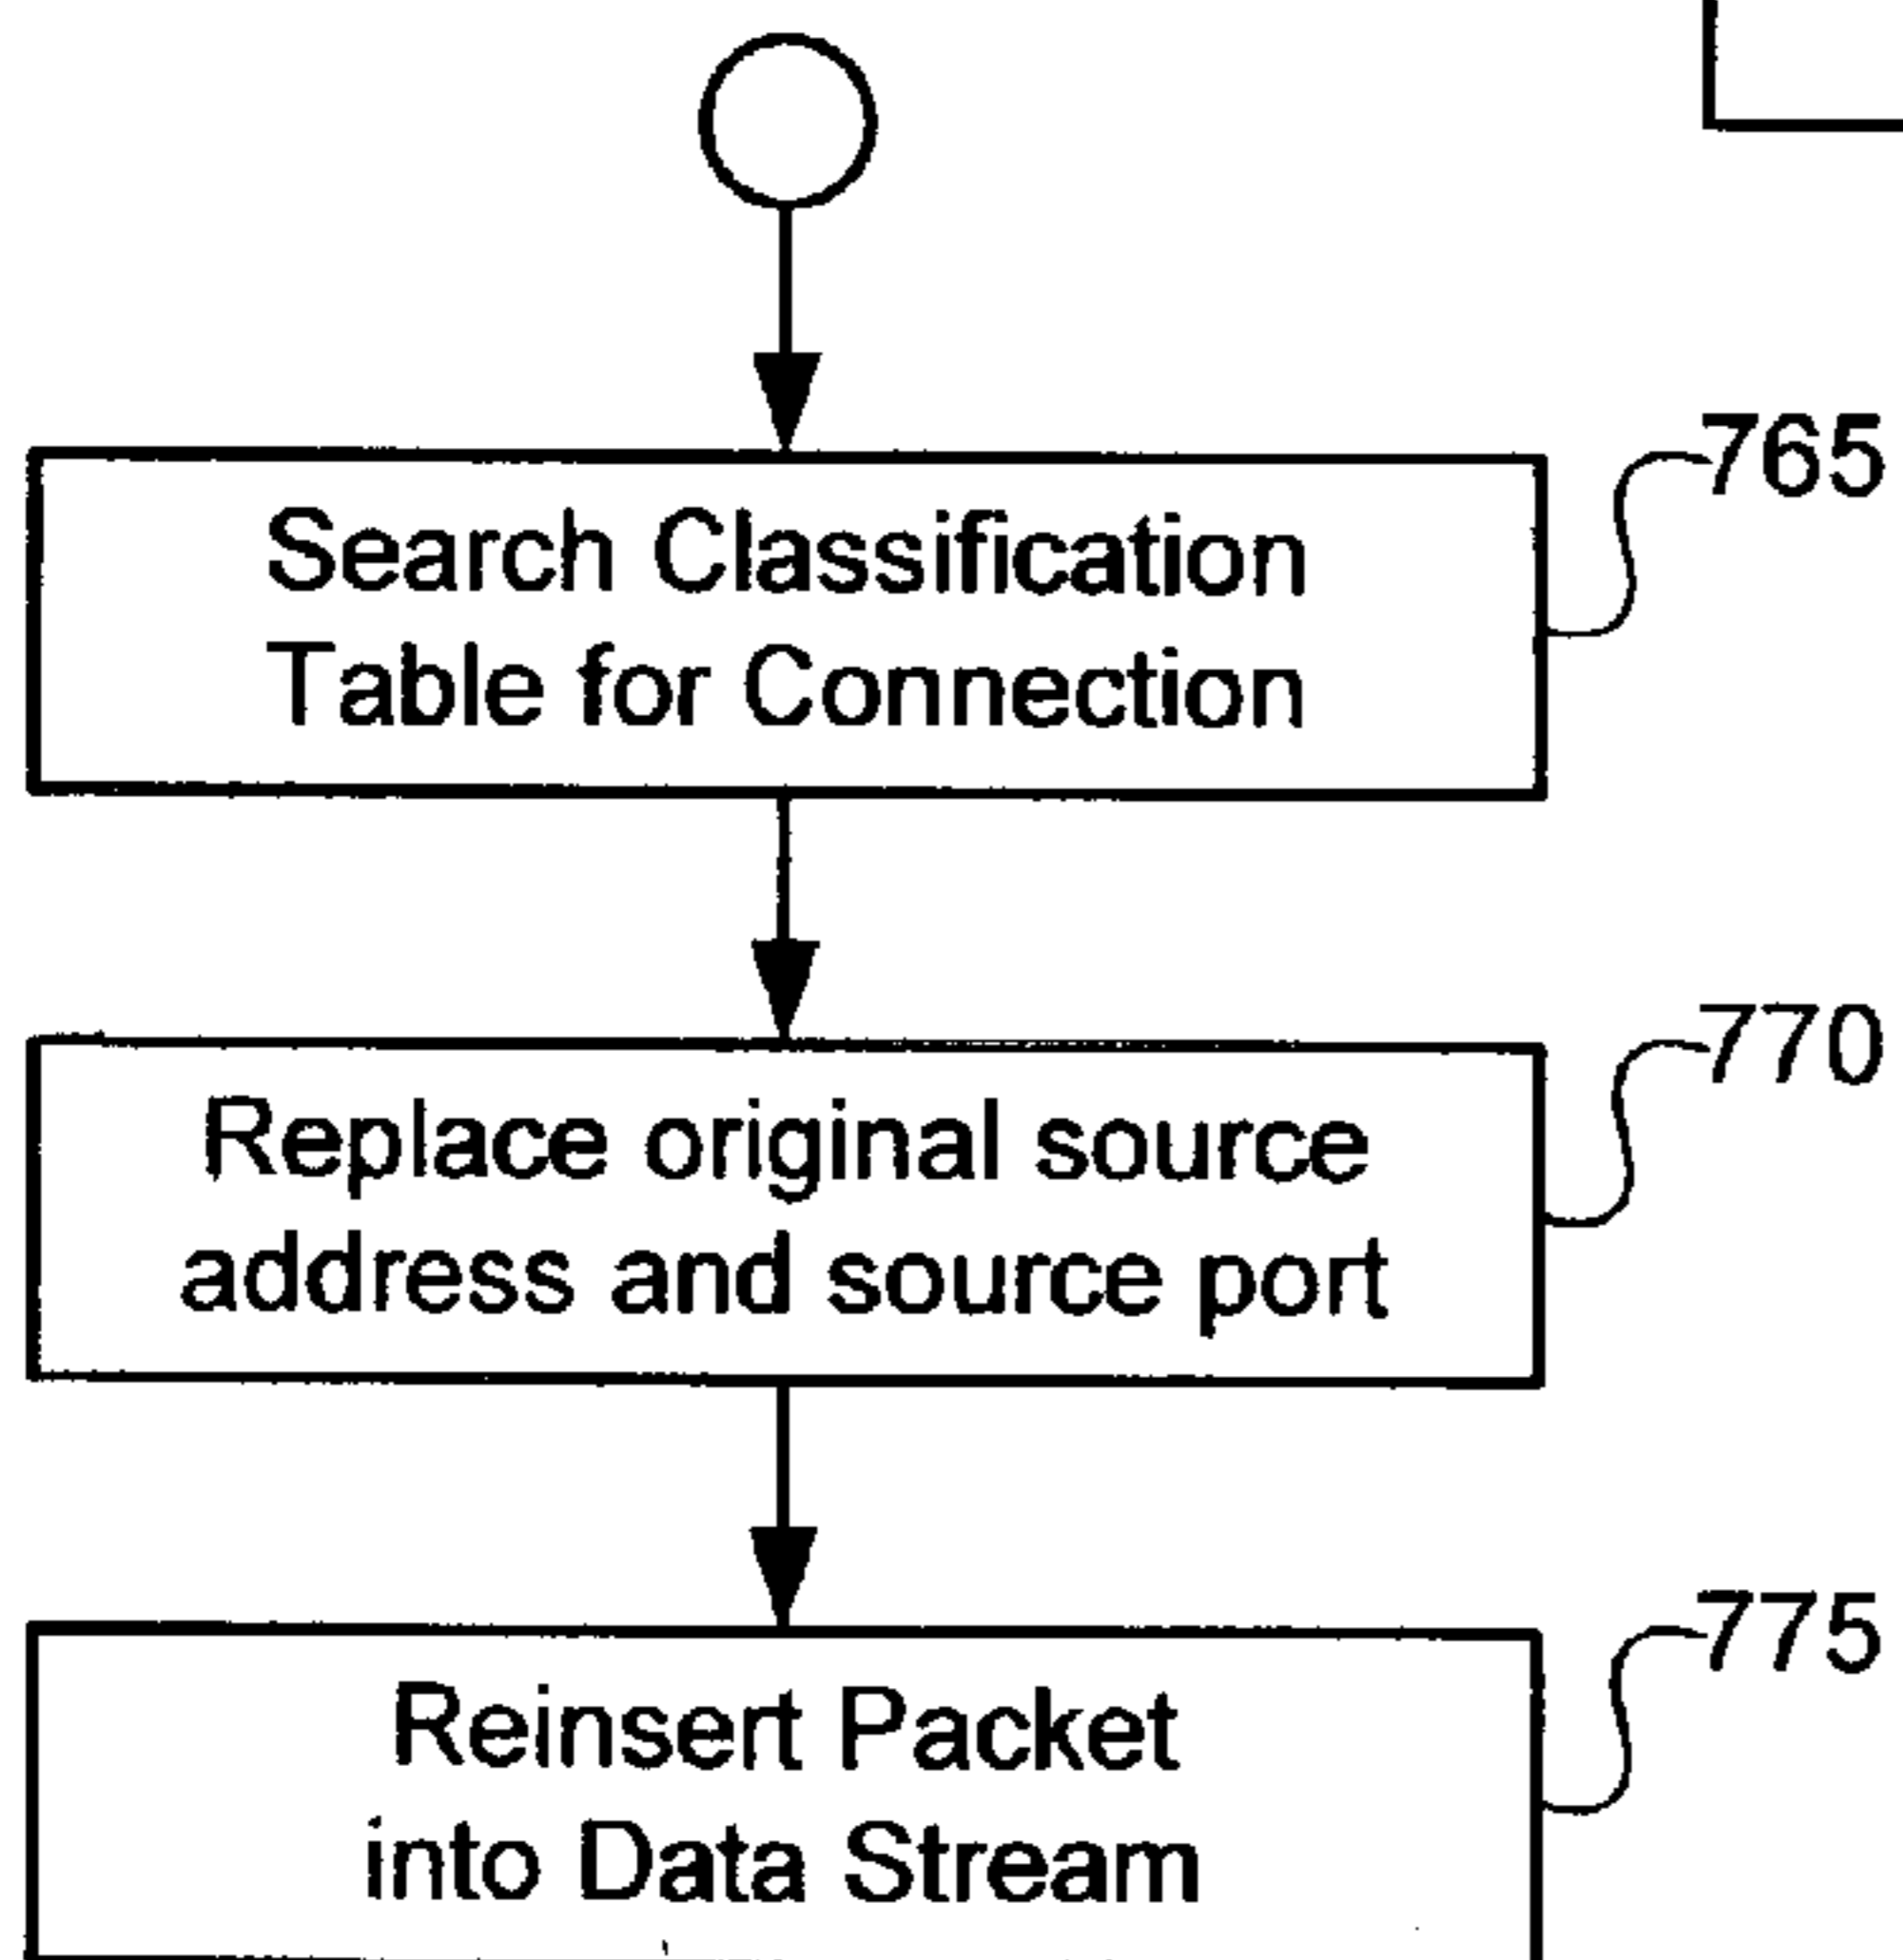 765
Search Classification
Table for Connection
770
Replace original source
address and source port
775
Reinsert Packet
into Data Stream